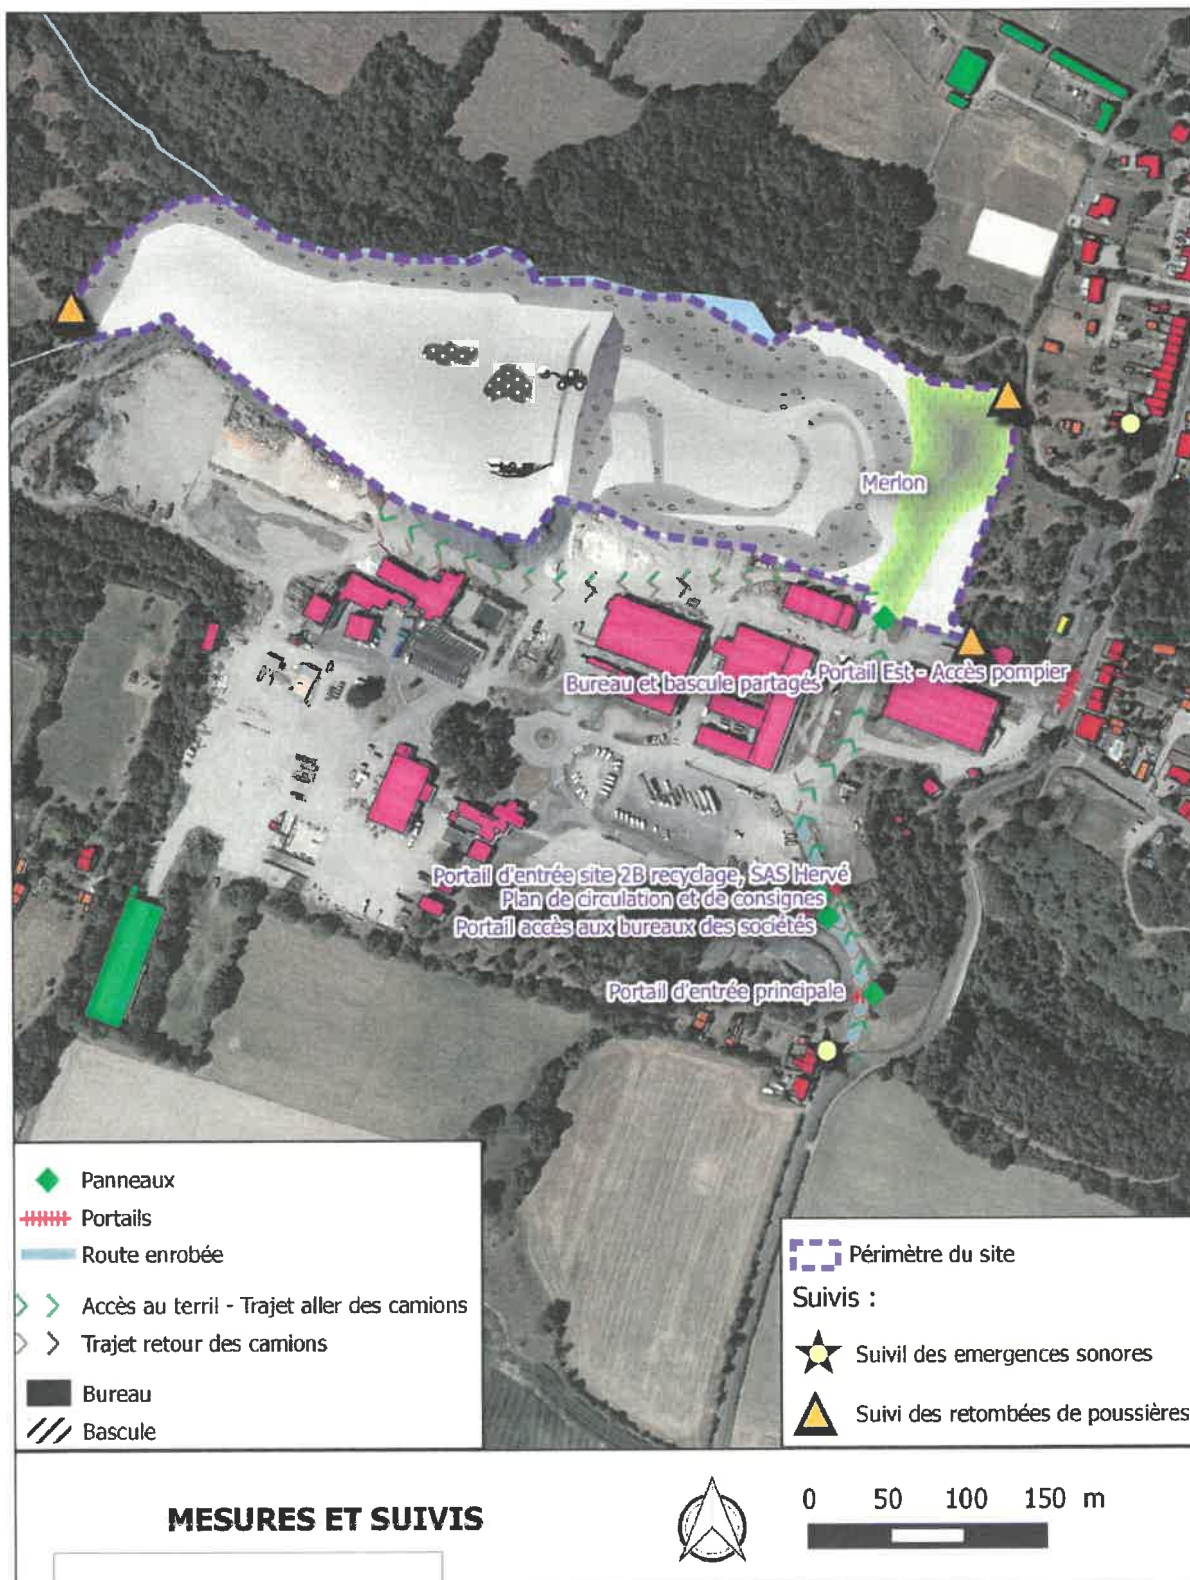 Merlon
Portail Est - Accès pompier
Bureau et bascule partagés
Portail d'entrée site 2B recyclage, SAS Hervé
Plan de circulation et de consignes
Portail accès aux bureaux des sociétés
Portail d'entrée principale
Panneaux
Portails
Route enrobée
Accès au terril - Trajet aller des camions
Trajet retour des camions
Bureau
Bascule
Périmètre du site
Suivis :
Suivil des emergences sonores
Suivi des retombées de poussières
MESURES ET SUIVIS
0 50 100 150 m